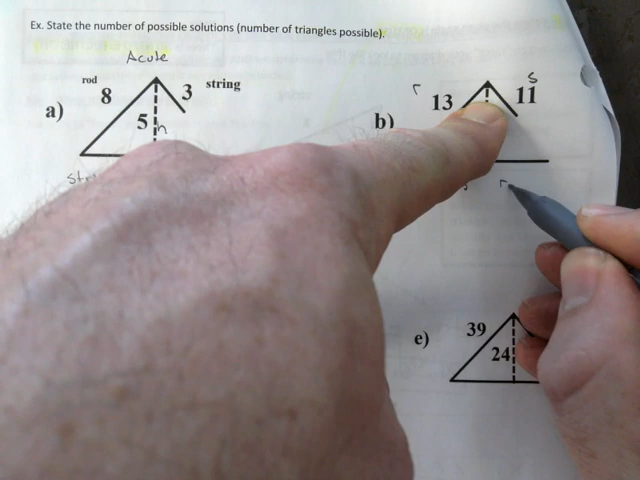 Ex. State the number of possible solutions (number of triangles possible).
Acute
rod
8
3 string
a)
5 h
r
13
s
11
b)
r
e)
39
24